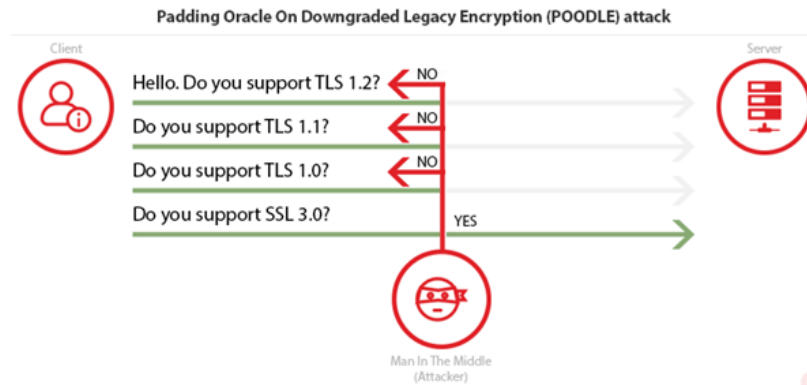 Padding Oracle On Downgraded Legacy Encryption (POODLE) attack
Client
Server
Hello. Do you support TLS 1.2?
NO
Do you support TLS 1.1?
NO
Do you support TLS 1.0?
NO
Do you support SSL 3.0?
YES
Man In The Middle
(Attacker)